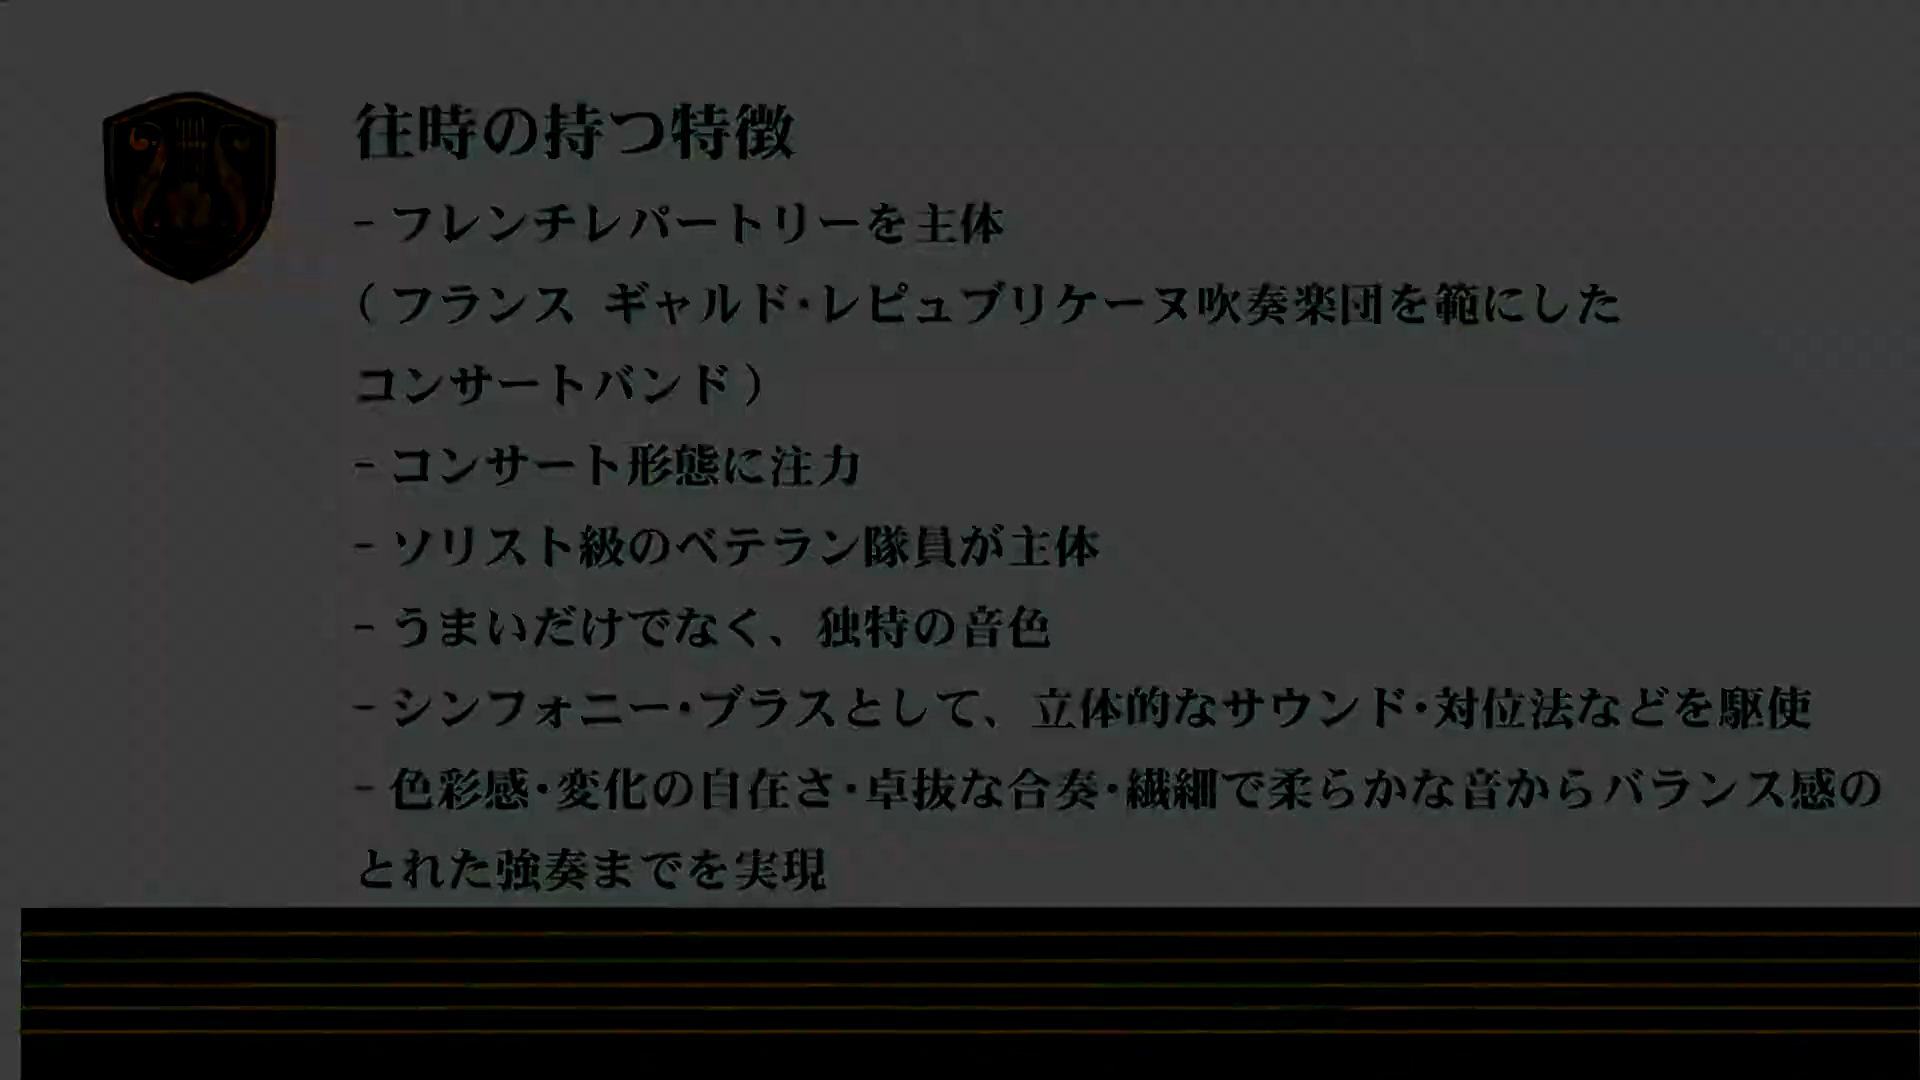 往時の持つ特徴
- フレンチレパートリーを主体
( フランス ギャルド･レピュブリケーヌ吹奏楽団を範にした
コンサートバンド )
- コンサート形態に注力
- ソリスト級のベテラン隊員が主体
- うまいだけでなく、独特の音色
- シンフォニー･ブラスとして、立体的なサウンド･対位法などを駆使
- 色彩感･変化の自在さ･卓抜な合奏･繊細で柔らかな音からバランス感の
とれた強奏までを実現